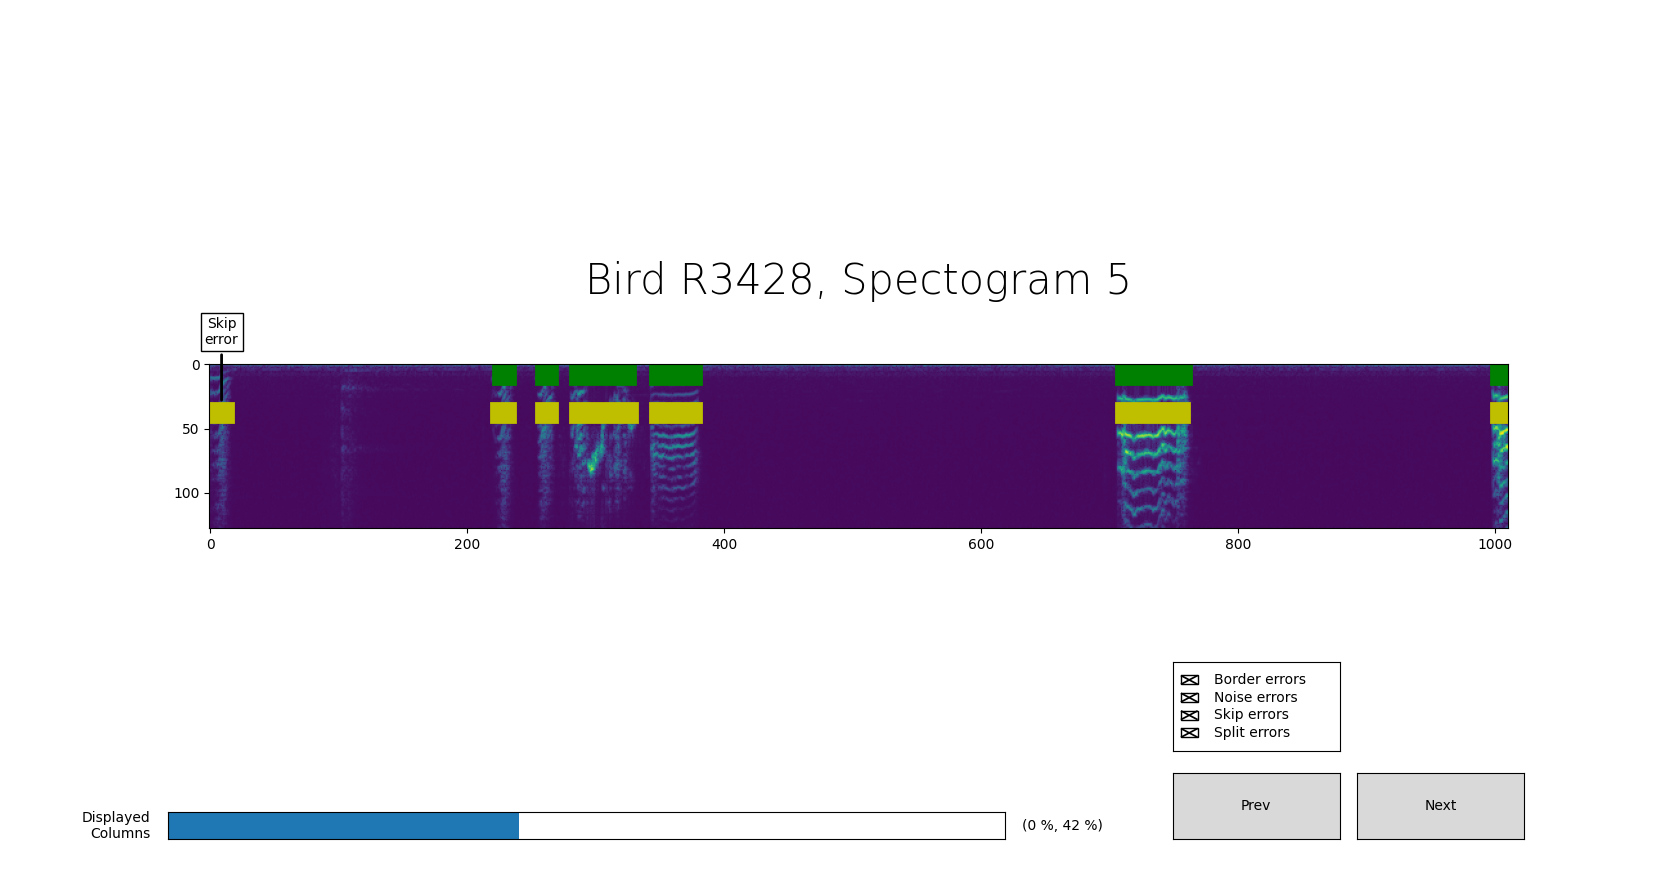 Bird R3428, Spectogram 5
Skip
error
0
50
100
0 200 400 600 800 1000
Border errors
Noise errors
Skip errors
Split errors
Prev Next
Displayed
Columns
(0 %, 42 %)